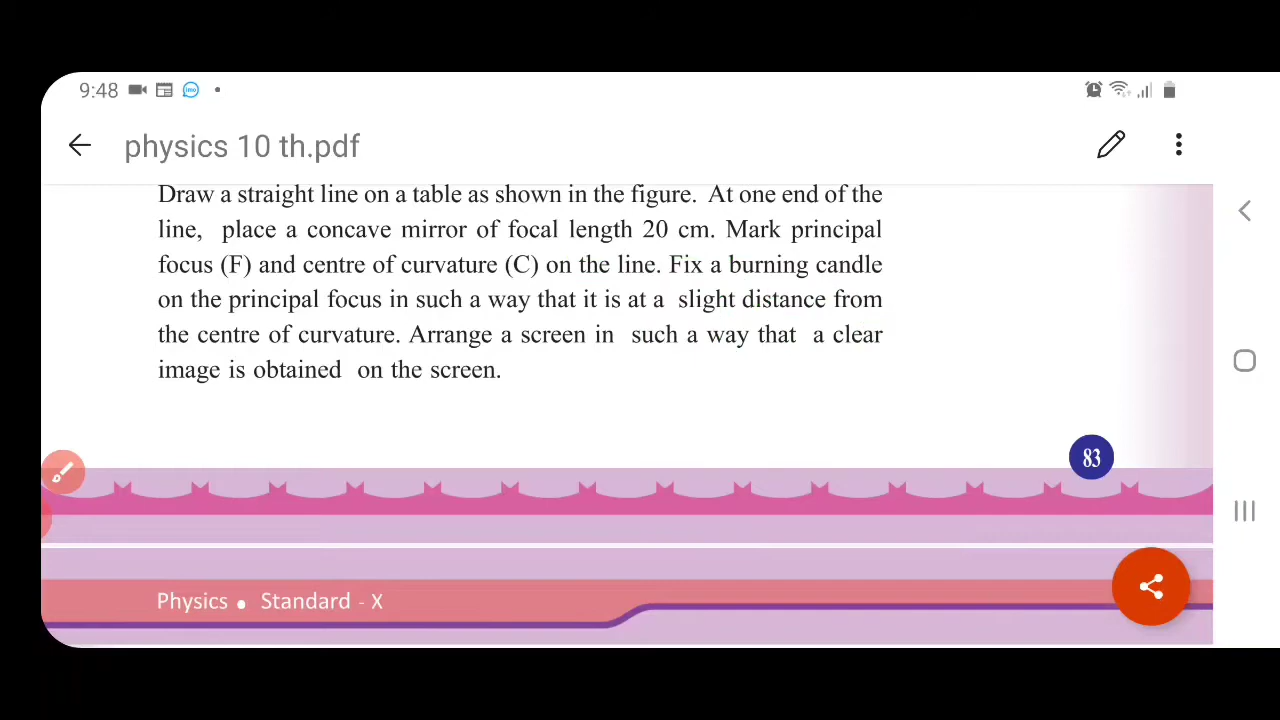 9:48
physics 10 th.pdf
Draw a straight line on a table as shown in the figure. At one end of the
line, place a concave mirror of focal length 20 cm. Mark principal
focus (F) and centre of curvature (C) on the line. Fix a burning candle
on the principal focus in such a way that it is at a slight distance from
the centre of curvature. Arrange a screen in such a way that a clear
image is obtained on the screen.
83
Physics • Standard - X